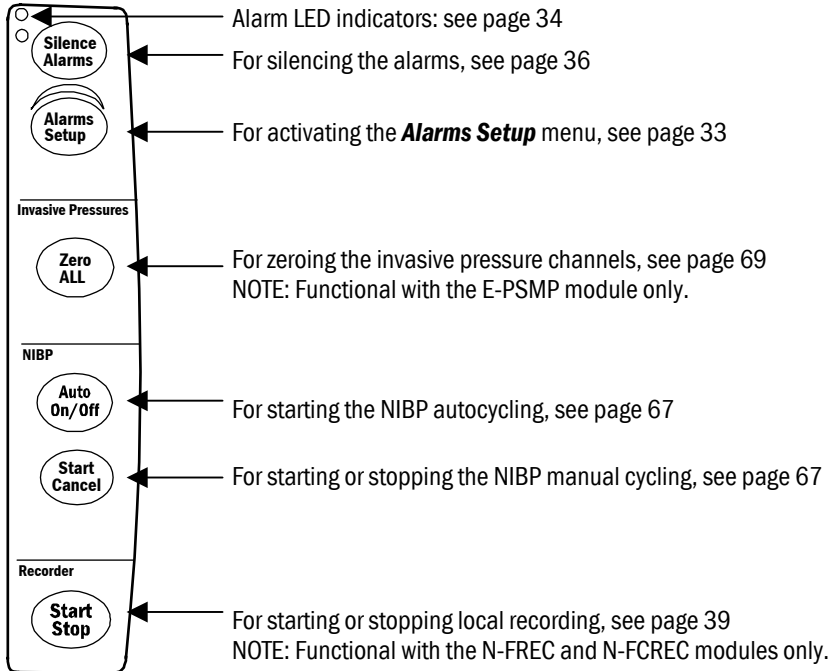 Alarm LED indicators: see page 34
Silence
Alarms
For silencing the alarms, see page 36
Alarms
Setup
For activating the Alarms Setup menu, see page 33
Invasive Pressures
Zero
ALL
For zeroing the invasive pressure channels, see page 69
NOTE: Functional with the E-PSMP module only.
NIBP
Auto
On/Off
For starting the NIBP autocycling, see page 67
Start
Cancel
For starting or stopping the NIBP manual cycling, see page 67
Recorder
Start
Stop
For starting or stopping local recording, see page 39
NOTE: Functional with the N-FREC and N-FCREC modules only.